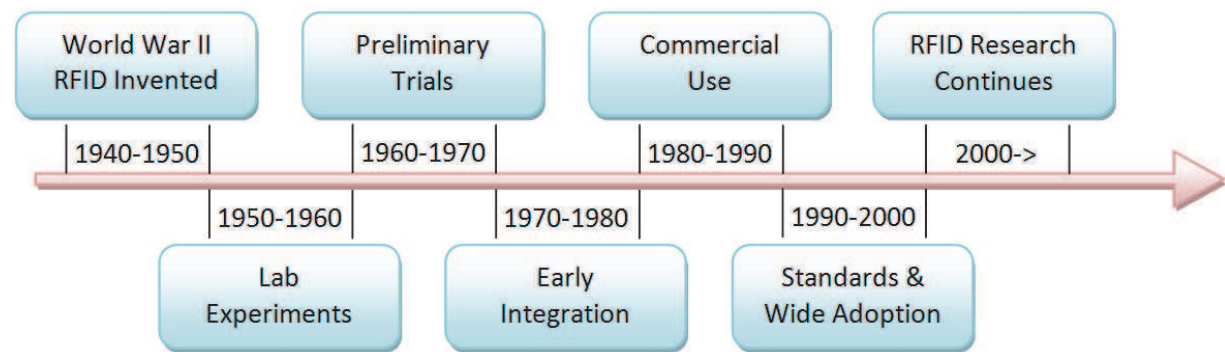 World War II
RFID Invented
Preliminary
Trials
Commercial
Use
RFID Research
Continues
1940-1950
1960-1970
1980-1990
2000->
1950-1960
1970-1980
1990-2000
Lab
Experiments
Early
Integration
Standards &
Wide Adoption